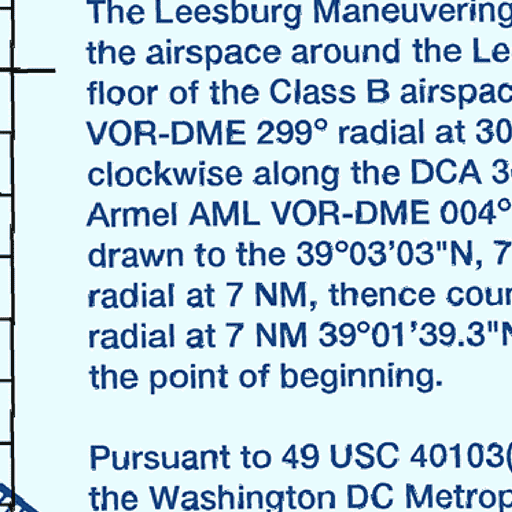 The Leesburg Maneuvering
the airspace around the Le
floor of the Class B airspac
VOR-DME 299° radial at 30
clockwise along the DCA 3
Armel AML VOR-DME 004°
drawn to the 39°03'03"N, 7
radial at 7 NM, thence cour
radial at 7 NM 39°01'39.3"N
the point of beginning.

Pursuant to 49 USC 40103(
the Washington DC Metrop